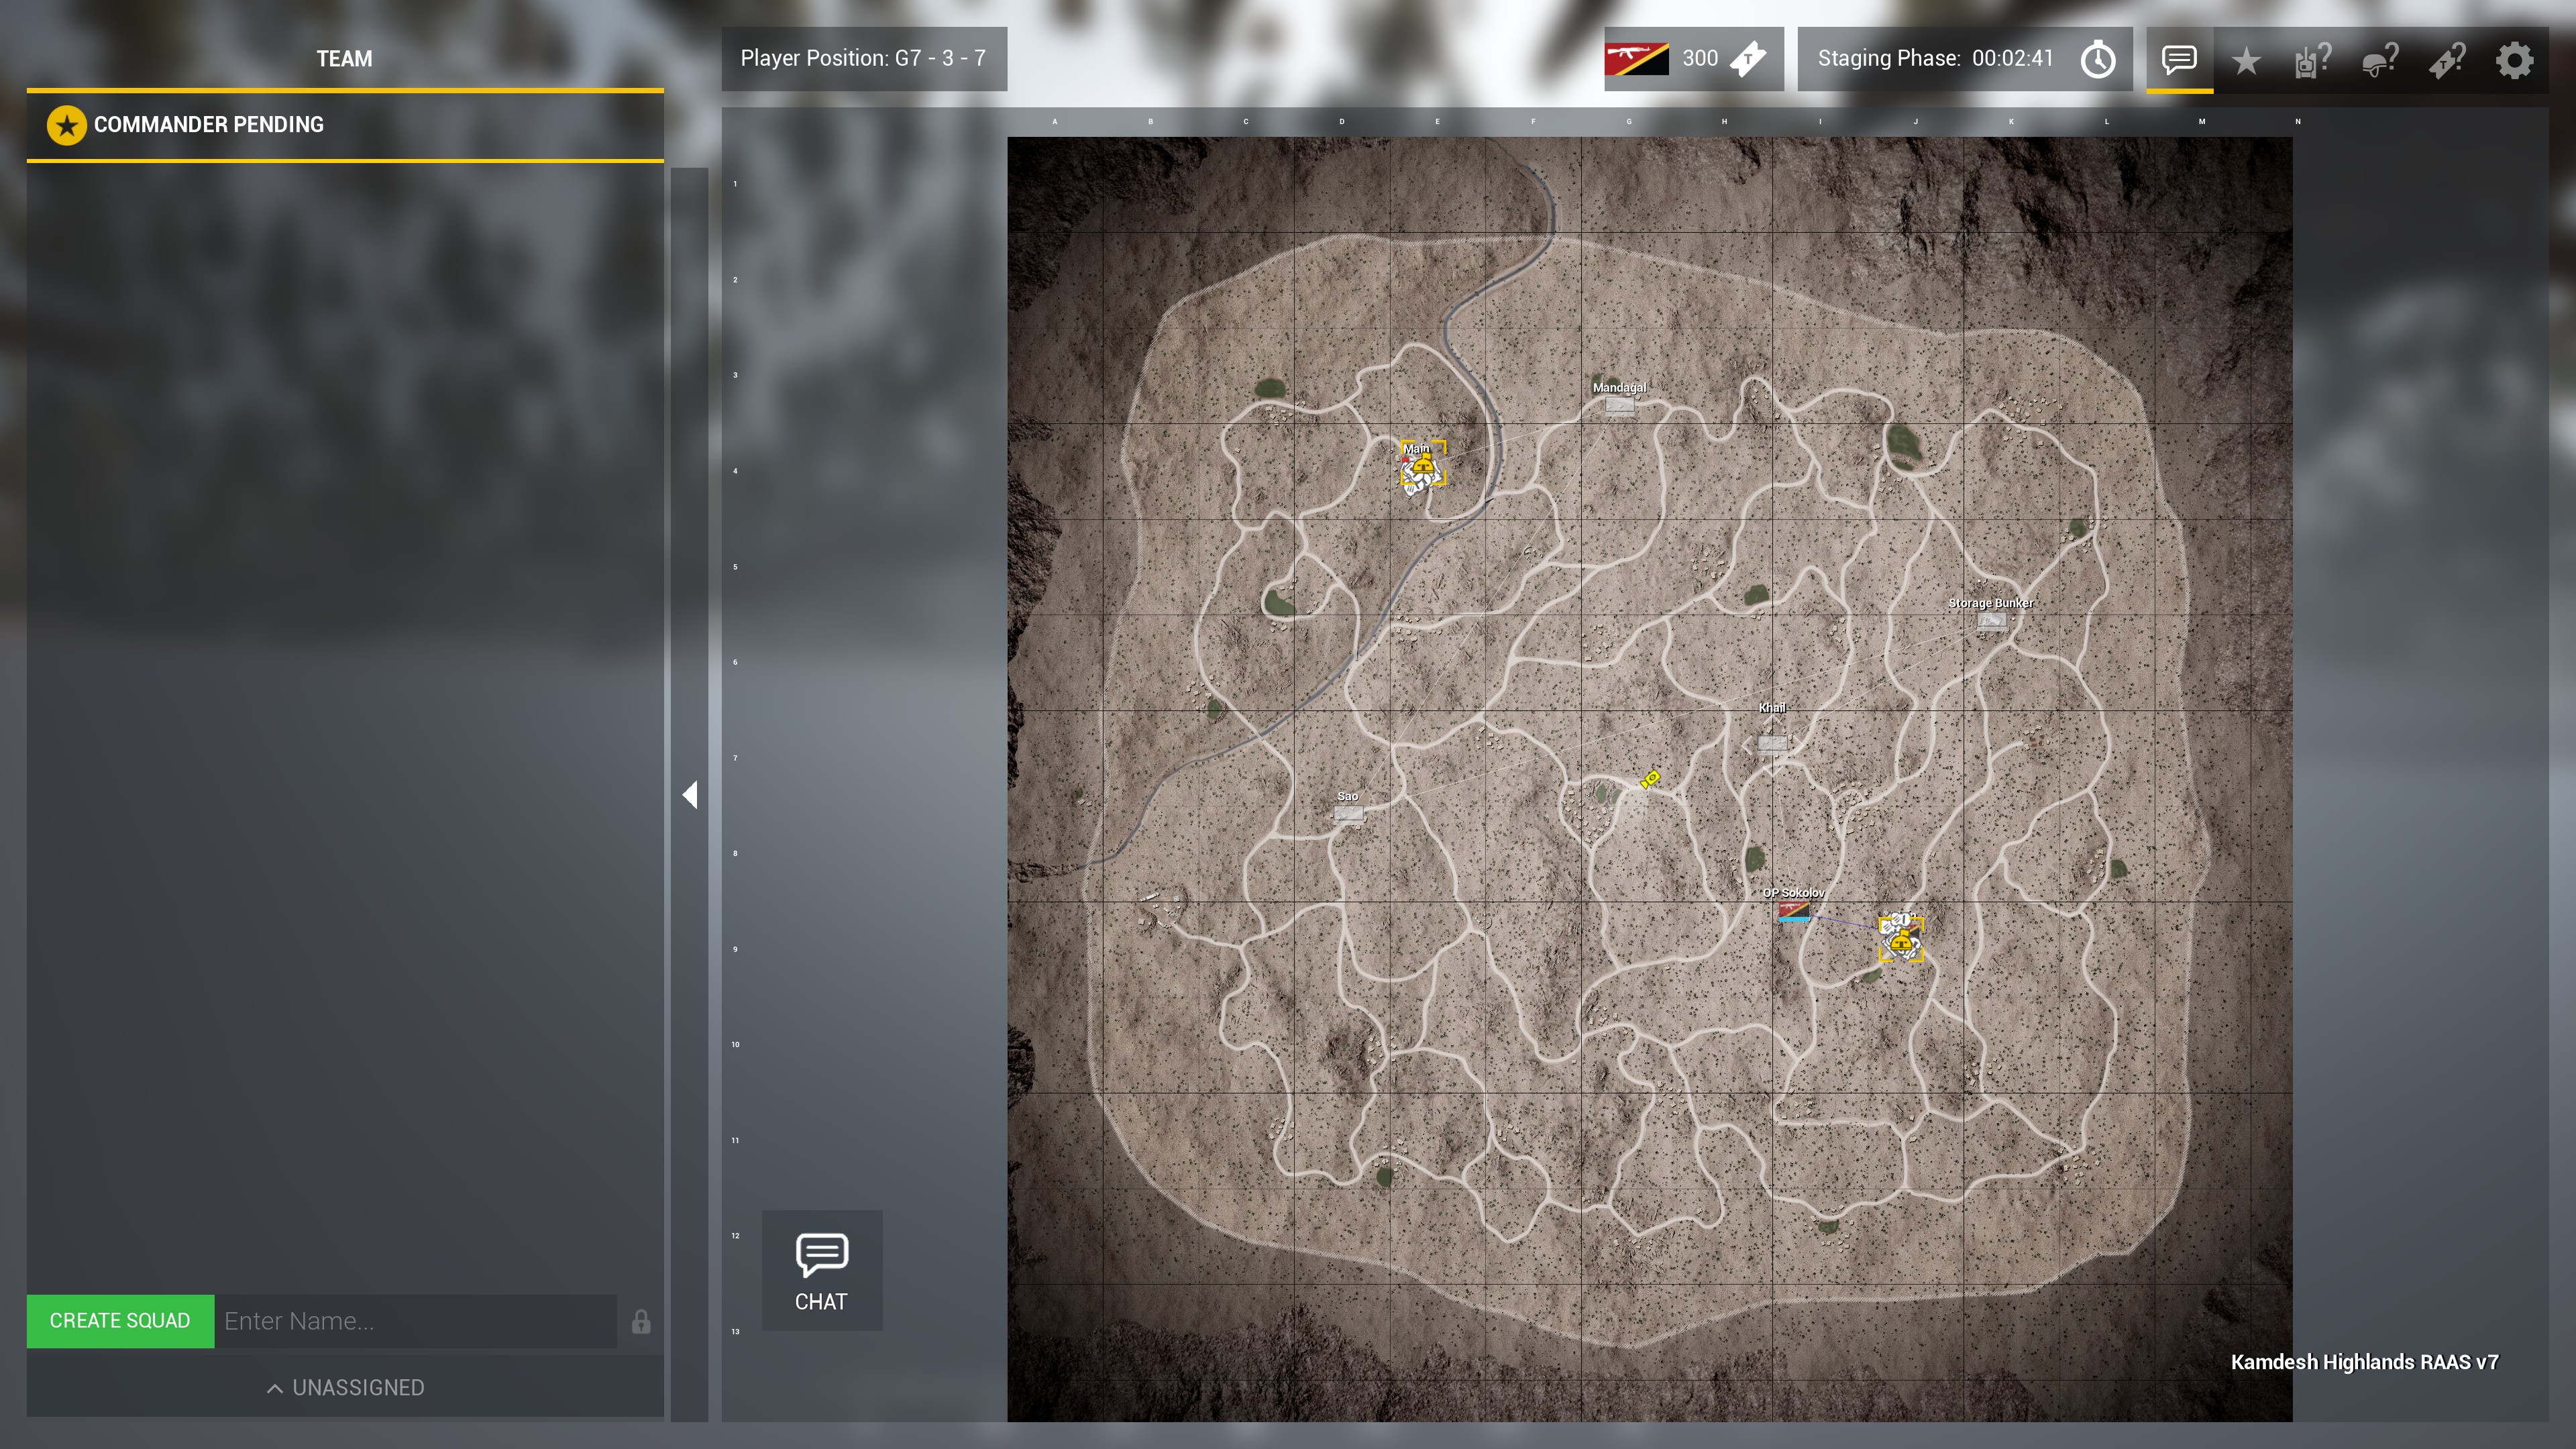 TEAM
COMMANDER PENDING
Player Position: G7 - 3 - 7
300
T
Staging Phase: 00:02:41
A B C D E F G H I J K L M N
1
2
3
4
5
6
7
8
9
10
11
12
13
Mandagal
Main
Storage Bunker
Khail
Sao
OP Sokolov
CHAT
CREATE SQUAD
Enter Name...
UNASSIGNED
Kamdesh Highlands RAAS v7